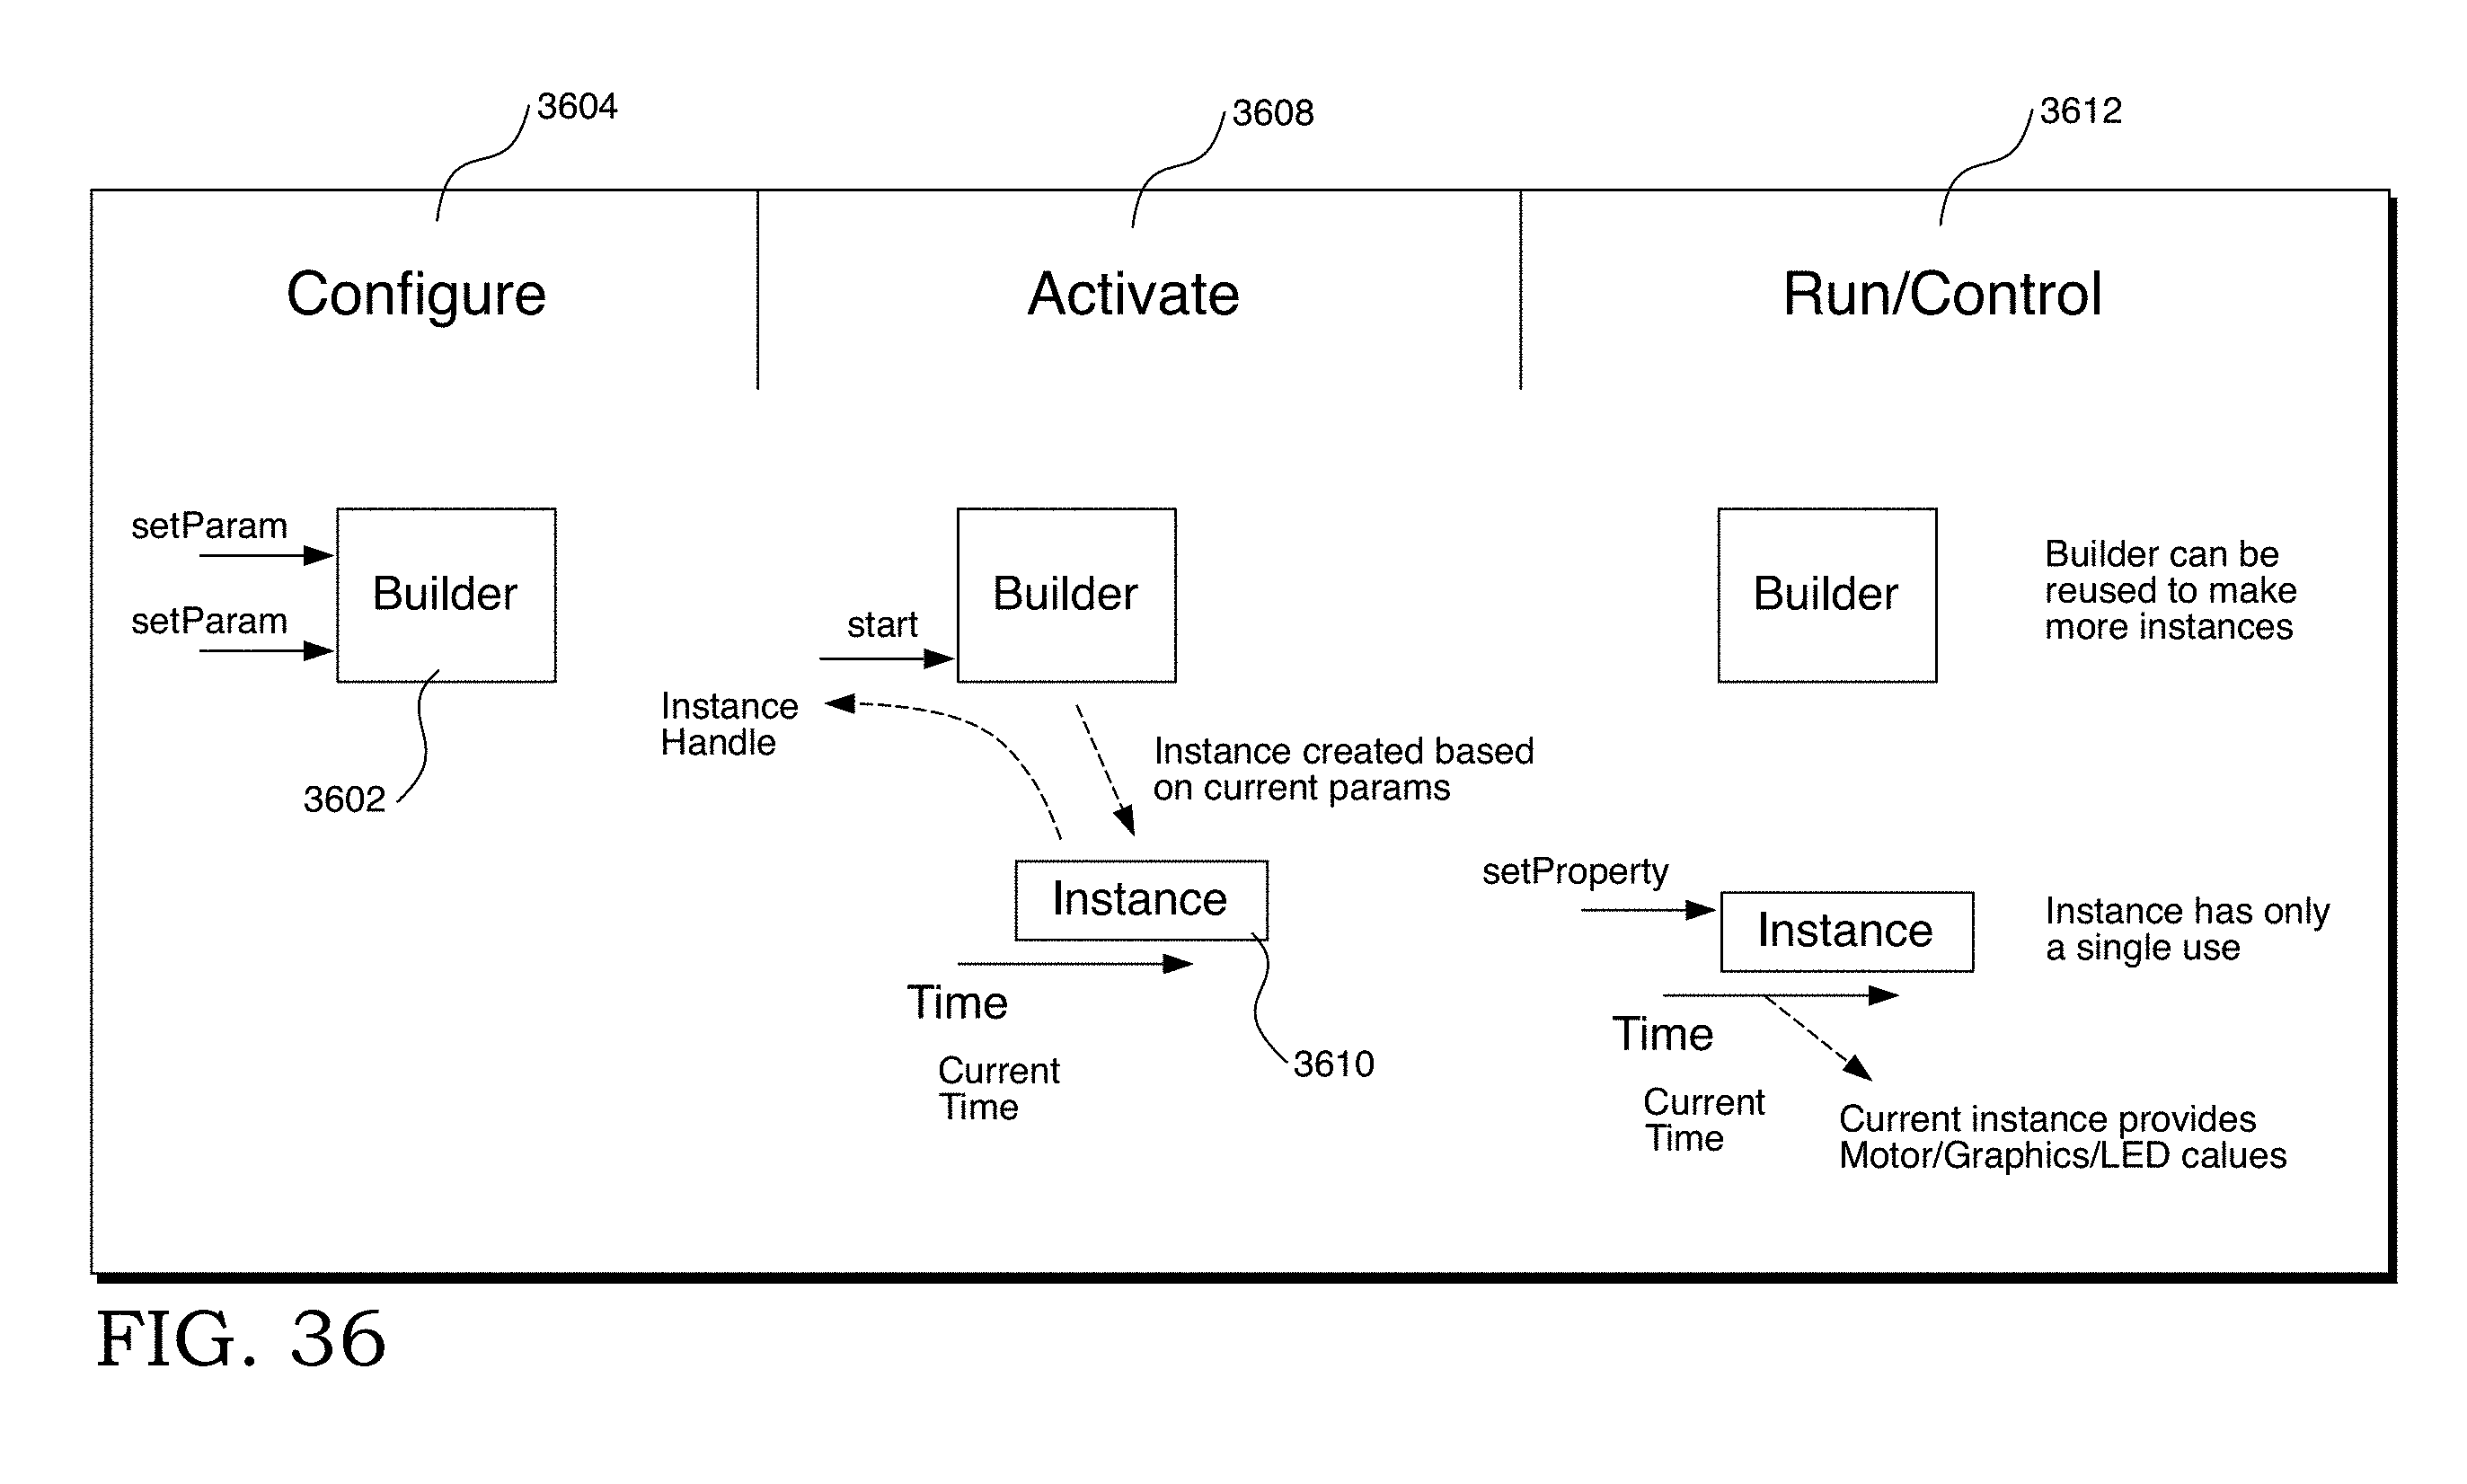 3604
3608
3612
Configure
Activate
Run/Control
setParam
setParam
Builder
3602
start
Builder
Instance
Handle
Instance created based
on current params
Instance
Time
Current
Time
3610
Builder
Builder can be
reused to make
more instances
setProperty
Instance
Instance has only
a single use
Time
Current
Time
Current instance provides
Motor/Graphics/LED calues
FIG. 36